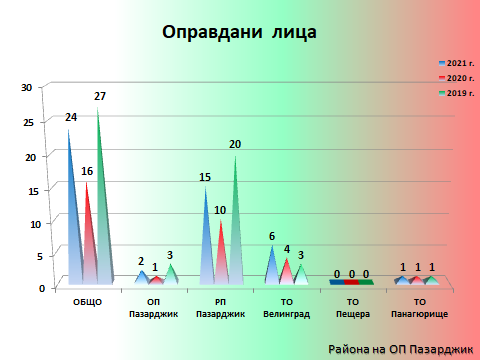 Оправдани лица
2021 г.
2020 г.
2019 г.
30
25
20
15
10
5
0
24
16
27
2
1
3
15
10
20
6
4
3
0
0
0
1
1
1
ОБЩО
ОП
Пазарджик
РП
Пазарджик
ТО
Велинград
ТО
Пещера
ТО
Панагюрище
Района на ОП Пазарджик